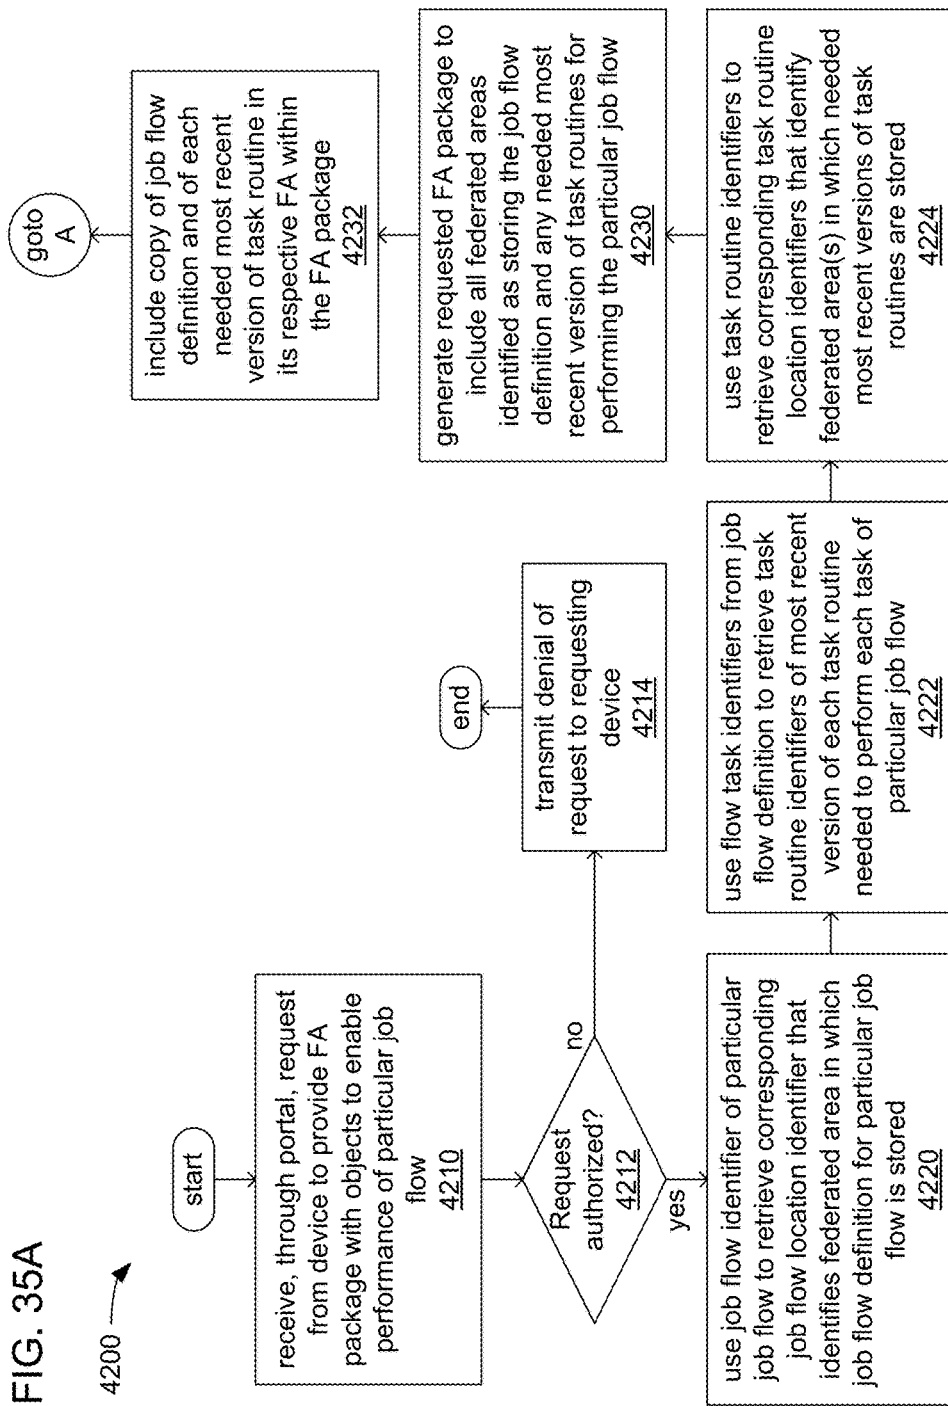 FIG. 35A
4200
start
receive, through portal, request
from device to provide FA
package with objects to enable
performance of particular job
flow
4210
Request
authorized?
4212
no
yes
transmit denial of
request to requesting
device
4214
end
use job flow identifier of particular
job flow to retrieve corresponding
job flow location identifier that
identifies federated area in which
job flow definition for particular job
flow is stored
4220
use flow task identifiers from job
flow definition to retrieve task
routine identifiers of most recent
version of each task routine
needed to perform each task of
particular job flow
4222
use task routine identifiers to
retrieve corresponding task routine
location identifiers that identify
federated area(s) in which needed
most recent versions of task
routines are stored
4224
generate requested FA package to
include all federated areas
identified as storing the job flow
definition and any needed most
recent version of task routines for
performing the particular job flow
4230
include copy of job flow
definition and of each
needed most recent
version of task routine in
its respective FA within
the FA package
4232
goto
A